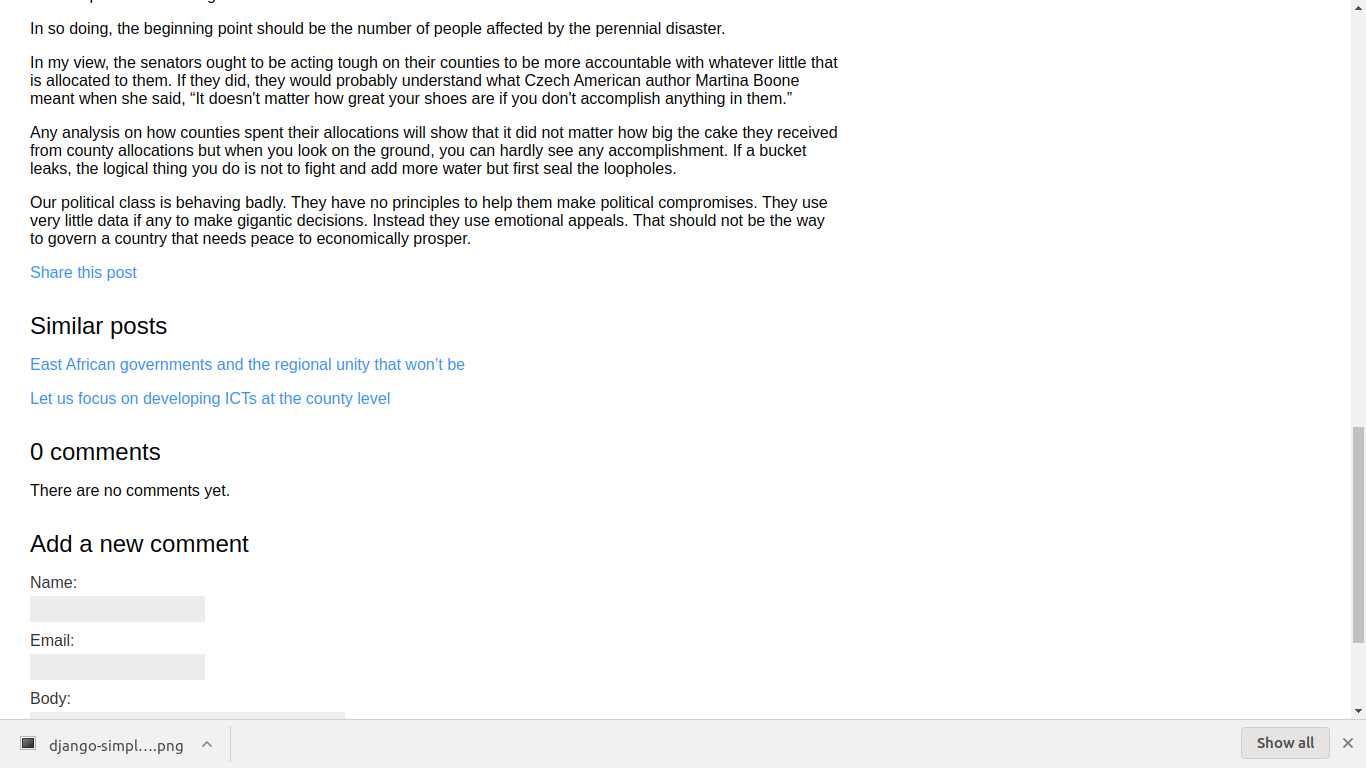 In so doing, the beginning point should be the number of people affected by the perennial disaster.
In my view, the senators ought to be acting tough on their counties to be more accountable with whatever little that
is allocated to them. If they did, they would probably understand what Czech American author Martina Boone
meant when she said, “It doesn't matter how great your shoes are if you don't accomplish anything in them.”
Any analysis on how counties spent their allocations will show that it did not matter how big the cake they received
from county allocations but when you look on the ground, you can hardly see any accomplishment. If a bucket
leaks, the logical thing you do is not to fight and add more water but first seal the loopholes.
Our political class is behaving badly. They have no principles to help them make political compromises. They use
very little data if any to make gigantic decisions. Instead they use emotional appeals. That should not be the way
to govern a country that needs peace to economically prosper.
Share this post
Similar posts
East African governments and the regional unity that won’t be
Let us focus on developing ICTs at the county level
0 comments
There are no comments yet.
Add a new comment
Name:
Email:
Body:
django-simpl....png
Show all